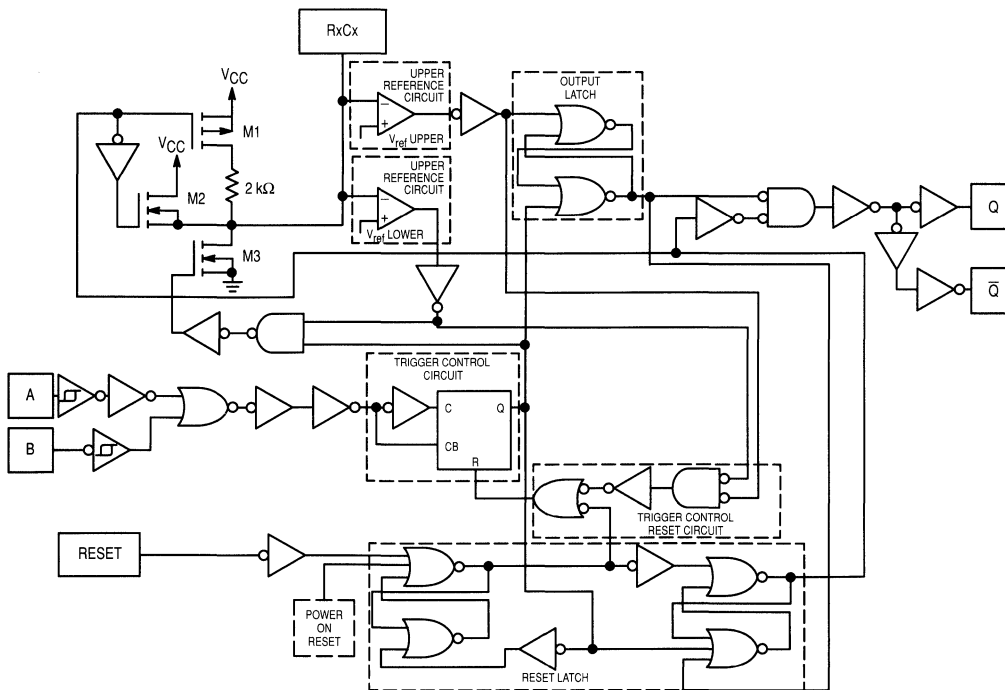 RxCx
UPPER
REFERENCE
CIRCUIT
−
+
Vref UPPER
OUTPUT
LATCH
VCC
M1
VCC
2 kΩ
M2
M3
UPPER
REFERENCE
CIRCUIT
−
+
Vref LOWER
Q
Q̅
TRIGGER CONTROL
CIRCUIT
A
B
C
Q
CB
R
TRIGGER CONTROL
RESET CIRCUIT
RESET
POWER
ON
RESET
RESET LATCH